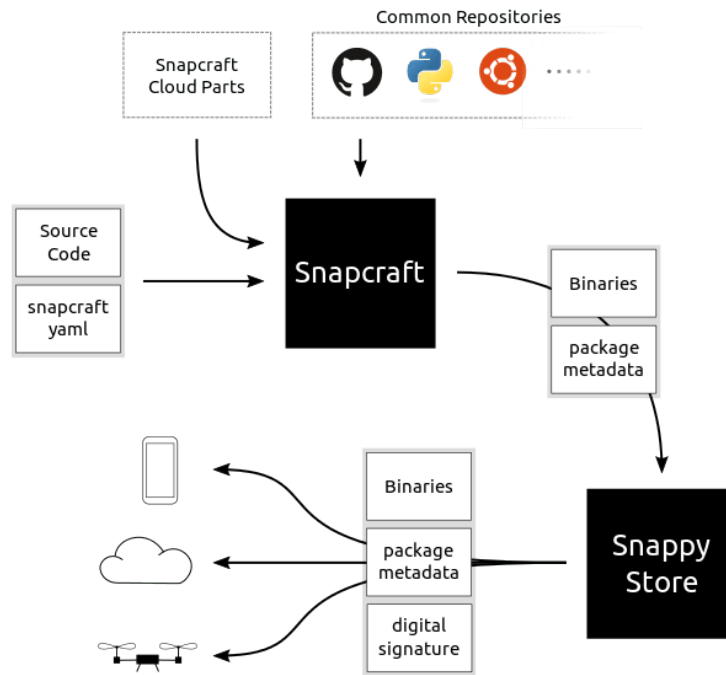 Common Repositories
Snapcraft
Cloud Parts
Source
Code
snapcraft
yaml
Snapcraft
Binaries
package
metadata
Binaries
package
metadata
digital
signature
Snappy
Store